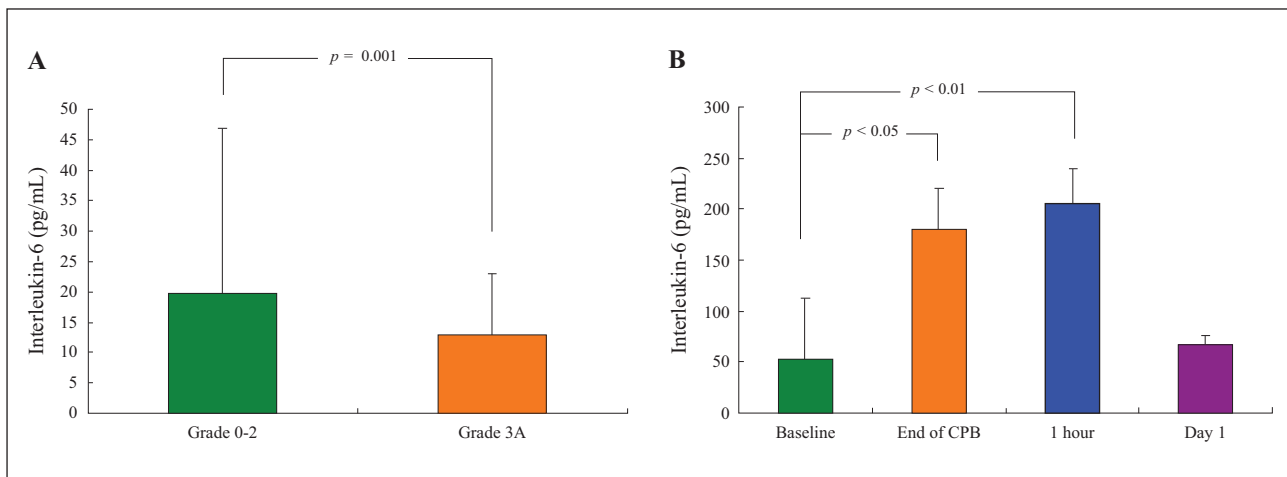 A
p = 0.001
Interleukin-6 (pg/mL)
50
45
40
35
30
25
20
15
10
5
0
Grade 0-2 Grade 3A
B
p < 0.01
p < 0.05
Interleukin-6 (pg/mL)
300
250
200
150
100
50
0
Baseline End of CPB 1 hour Day 1